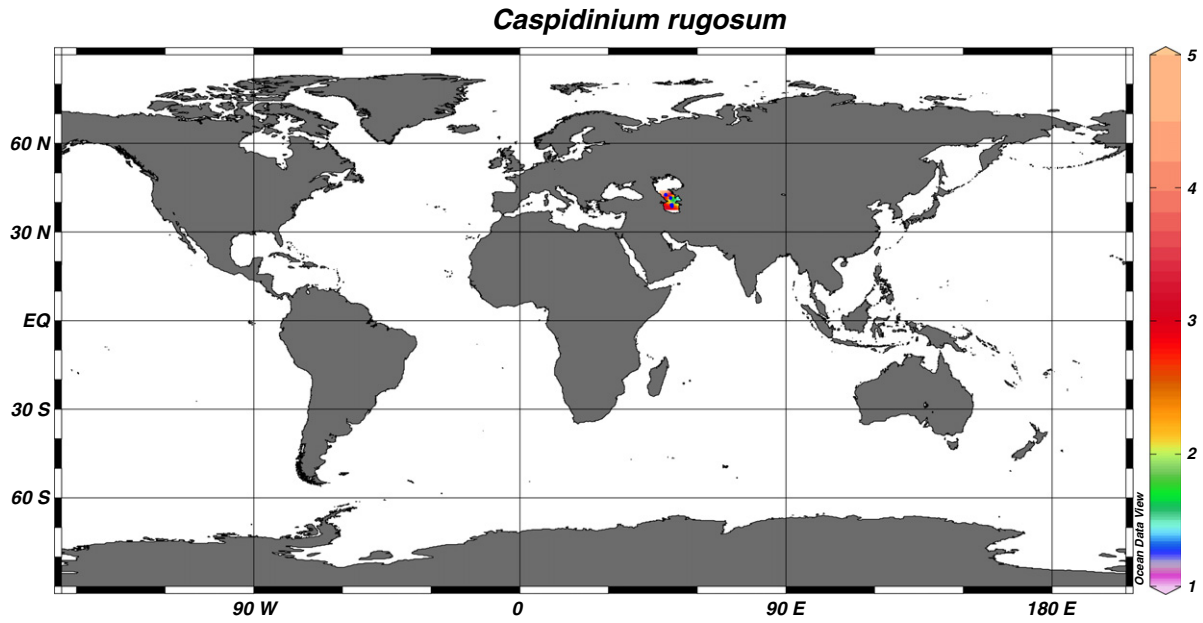 Caspidinium rugosum
5
4
3
2
1
60 N
30 N
EQ
30 S
60 S
90 W
0
90 E
180 E
Ocean Data View